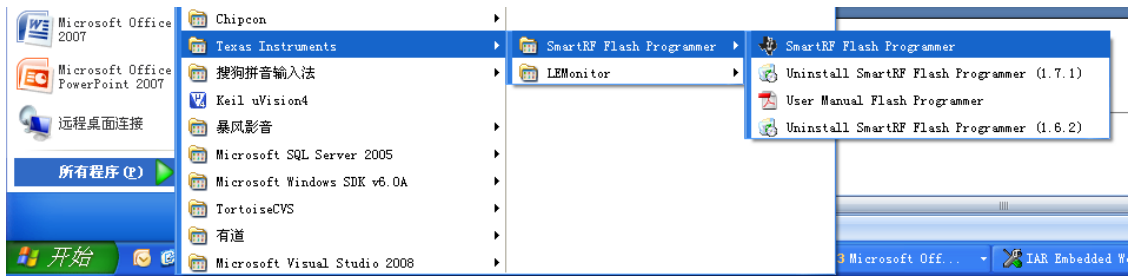 Microsoft Office
2007
Microsoft Office
PowerPoint 2007
远程桌面连接
所有程序(P)
开始
Chipcon
Texas Instruments
搜狗拼音输入法
Keil uVision4
暴风影音
Microsoft SQL Server 2005
Microsoft Windows SDK v6.0A
TortoiseCVS
有道
Microsoft Visual Studio 2008
SmartRF Flash Programmer
LEMonitor
SmartRF Flash Programmer
Uninstall SmartRF Flash Programmer (1.7.1)
User Manual Flash Programmer
Uninstall SmartRF Flash Programmer (1.6.2)
3 Microsoft Off...
IAR Embedded W